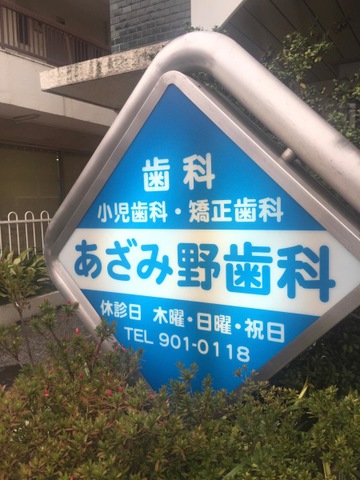 歯科
小児歯科・矯正歯科
あざみ野歯科
休診日 木曜・日曜・祝日
TEL 901-0118